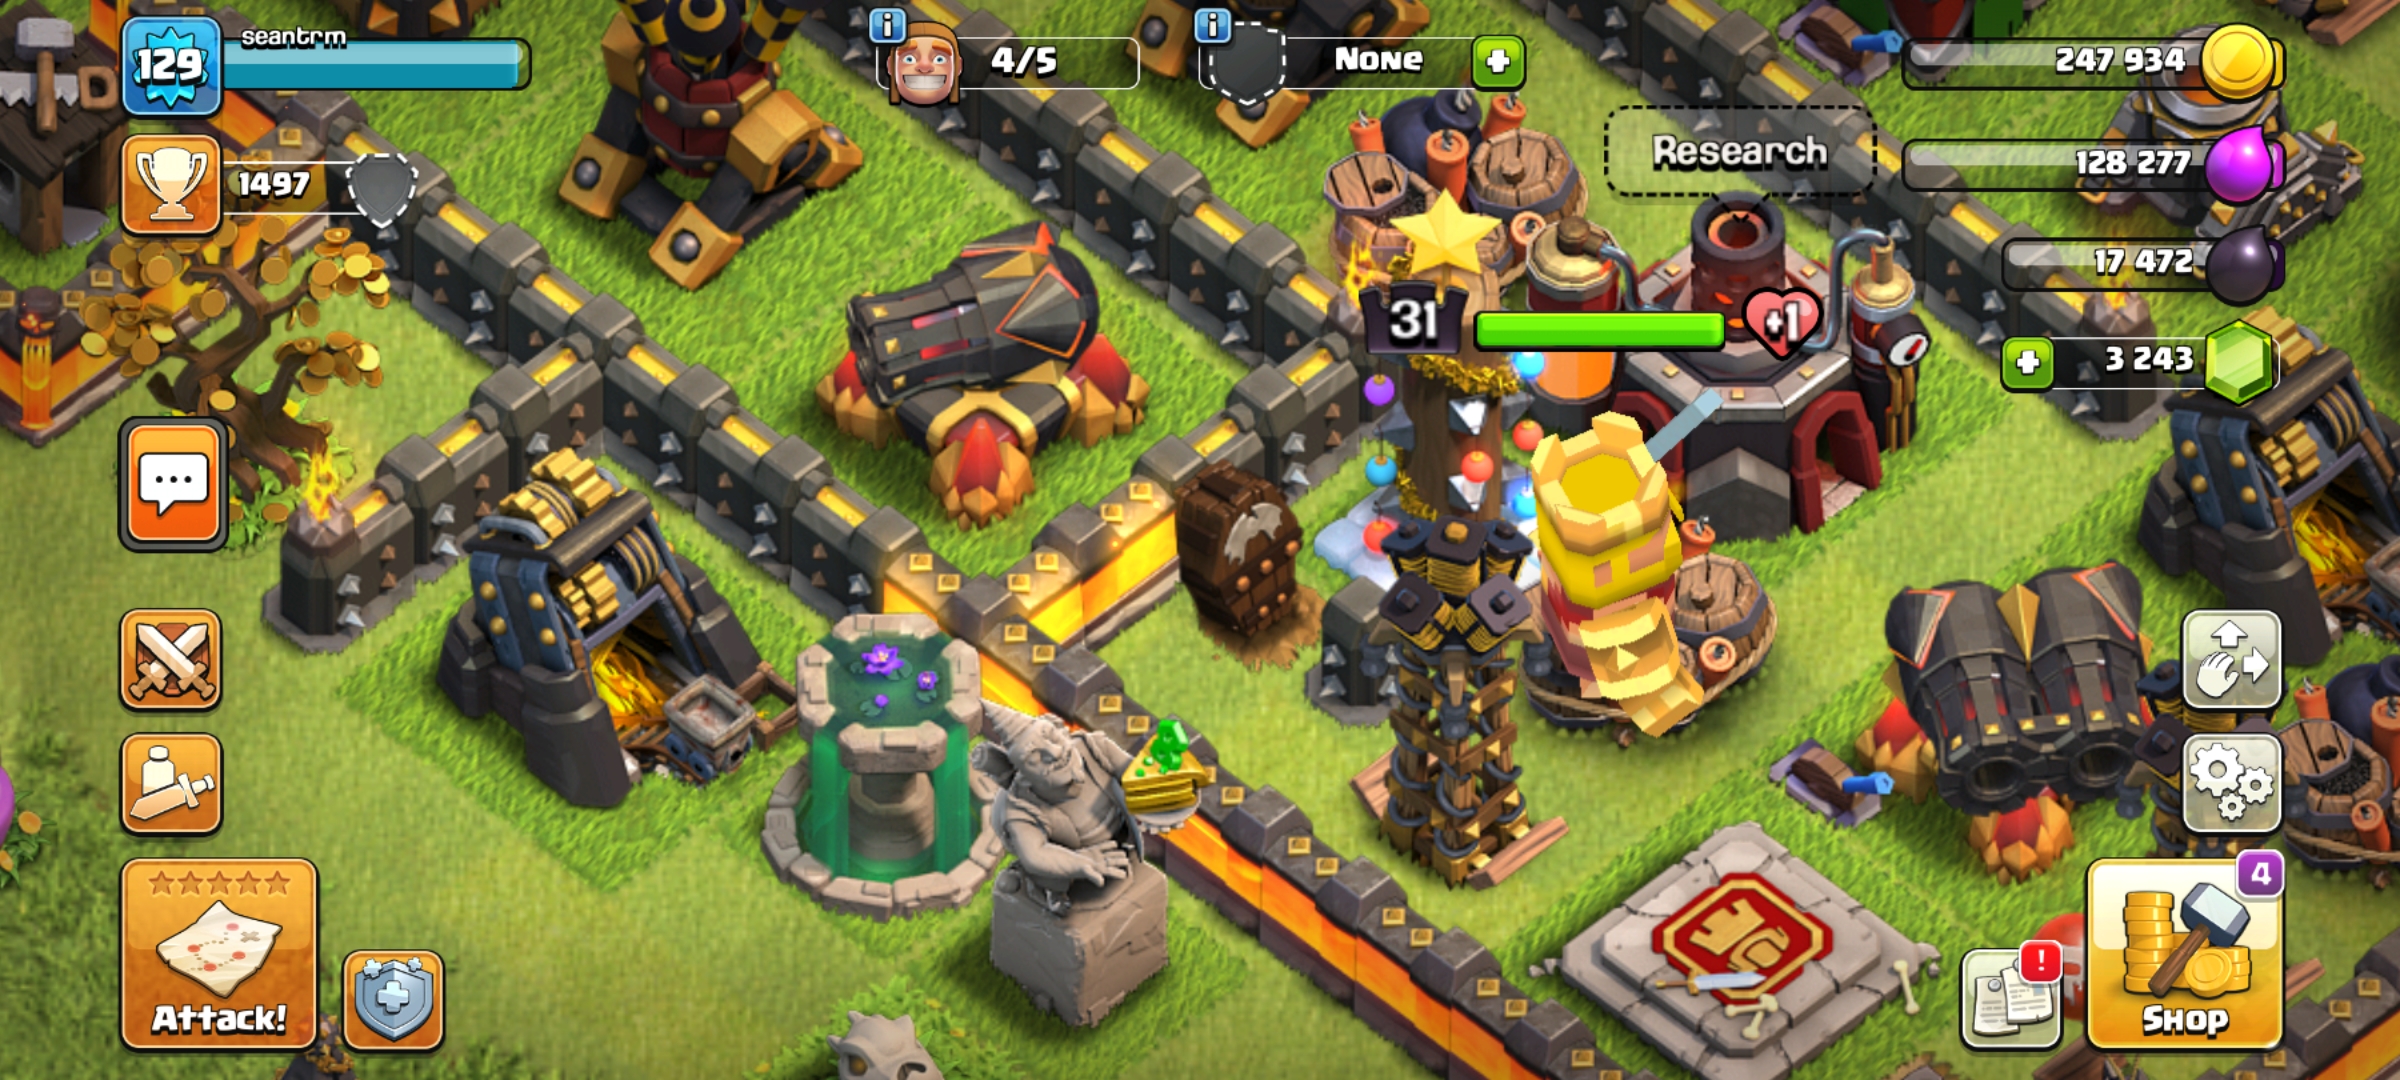 129
seantrm
4/5
None
247 934
1497
Research
128 277
17 472
31
+1
3 243
4
Attack!
!
Shop